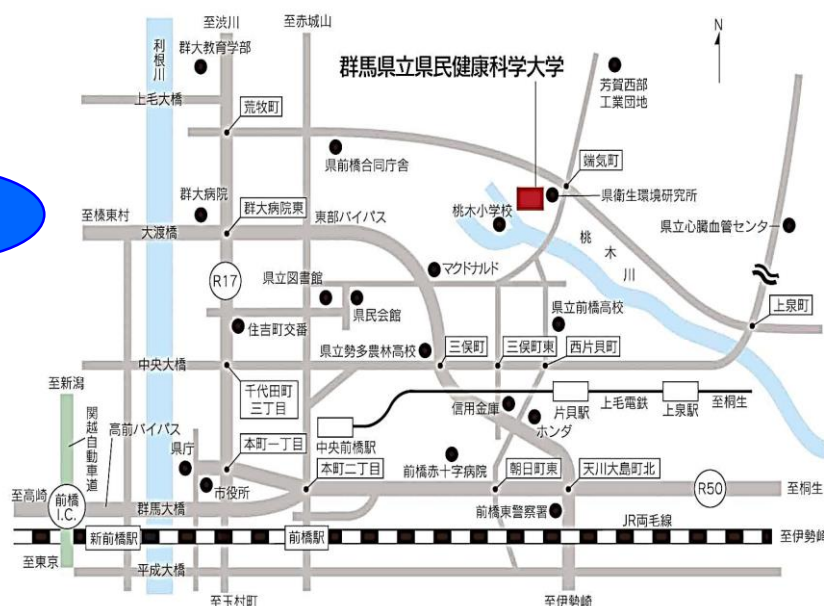 至渋川
至赤城山
N
利根川
群大教育学部
群馬県立県民健康科学大学
芳賀西部
工業団地
上毛大橋
荒牧町
県前橋合同庁舎
端気町
県衛生環境研究所
群大病院
至榛東村
群大病院東
東部バイパス
桃木小学校
県立心臓血管センター
大渡橋
桃木川
マクドナルド
R17
県立図書館
県民会館
県立前橋高校
上泉町
住吉町交番
県立勢多農林高校
三俣町
三俣町東
西片貝町
中央大橋
至新潟
千代田町
三丁目
信用金庫
片貝駅
上毛電鉄
上泉駅
至桐生
関越自動車道
高前バイパス
中央前橋駅
ホンダ
県庁
本町一丁目
本町二丁目
前橋赤十字病院
朝日町東
天川大島町北
市役所
R50
至桐生
至高崎
前橋
I.C.
群馬大橋
前橋東警察署
JR両毛線
新前橋駅
前橋駅
至伊勢崎
至東京
平成大橋
至玉村町
至伊勢崎